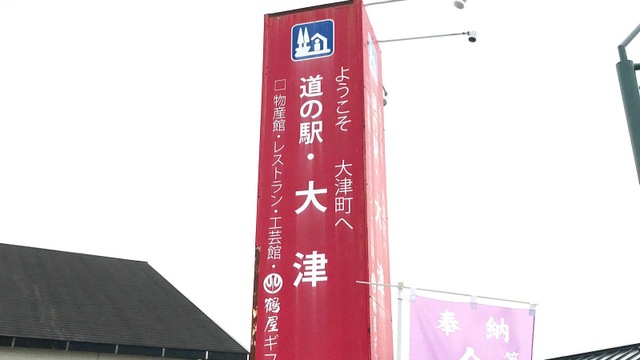 ようこそ　大津町へ
道の駅・大津
□物産館・レストラン・工芸館・鶴屋ギフ
奉納